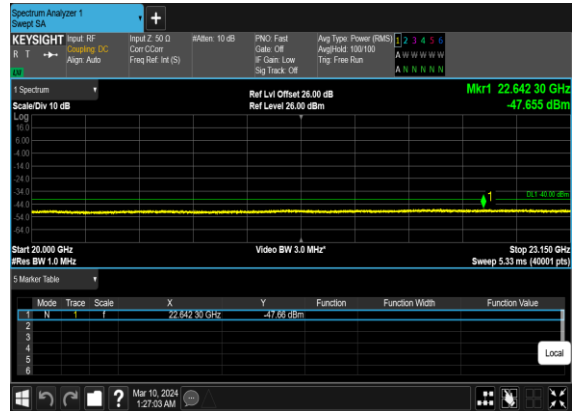 Spectrum Analyzer 1
Swept SA
+
KEYSIGHT Input: RF Input Z: 50 Ω #Atten: 10 dB PNO: Fast Avg Type: Power (RMS) 1 2 3 4 5 6
R T Coupling: DC Corr CCorr Gate: Off Avg|Hold: 100/100 A W W W W W
Align: Auto Freq Ref: Int (S) IF Gain: Low Trig: Free Run
Sig Track: Off A N N N N N
1 Spectrum Ref Lvl Offset 26.00 dB Mkr1 22.642 30 GHz
Scale/Div 10 dB Ref Level 26.00 dBm -47.655 dBm
Log
16.0
6.00
-4.00
-14.0
-24.0
-34.0
1 DL1 -40.00 dBm
-44.0
-54.0
-64.0
Start 20.000 GHz Video BW 3.0 MHz* Stop 23.150 GHz
#Res BW 1.0 MHz Sweep 5.33 ms (40001 pts)
5 Marker Table
Mode Trace Scale X Y Function Function Width Function Value
1 N 1 f 22.642 30 GHz -47.66 dBm
2
3
4
5
6
Local
? Mar 10, 2024
1:27:03 AM